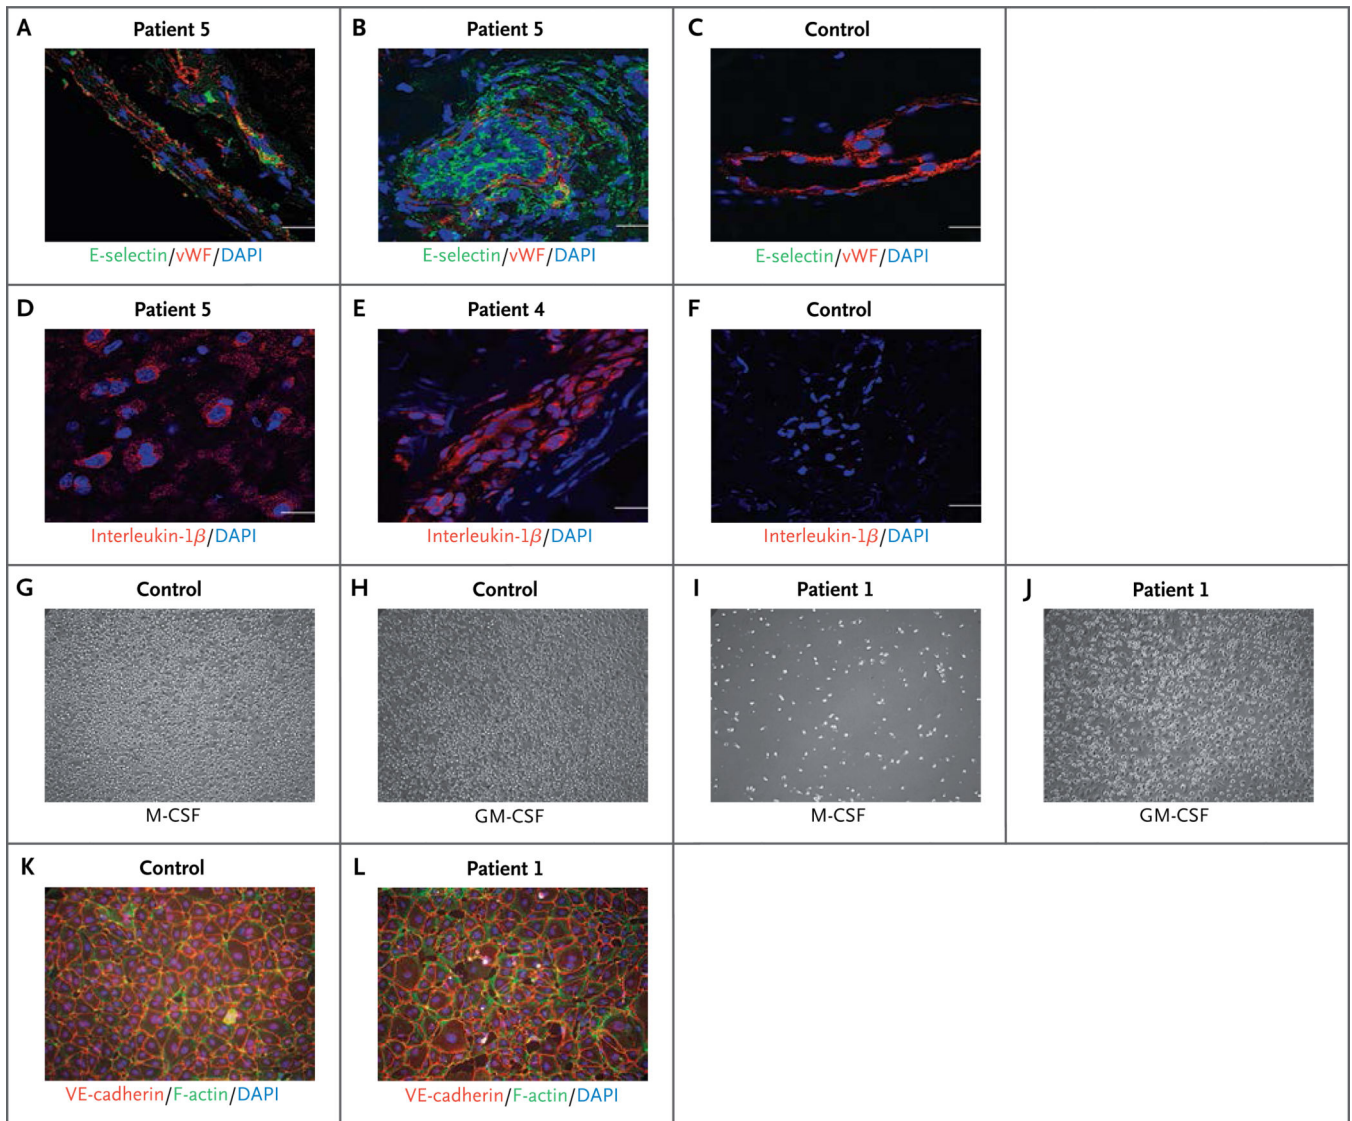 A Patient 5
E-selectin/vWF/DAPI
B Patient 5
E-selectin/vWF/DAPI
C Control
E-selectin/vWF/DAPI
D Patient 5
Interleukin-1β/DAPI
E Patient 4
Interleukin-1β/DAPI
F Control
Interleukin-1β/DAPI
G Control
M-CSF
H Control
GM-CSF
I Patient 1
M-CSF
J Patient 1
GM-CSF
K Control
VE-cadherin/F-actin/DAPI
L Patient 1
VE-cadherin/F-actin/DAPI